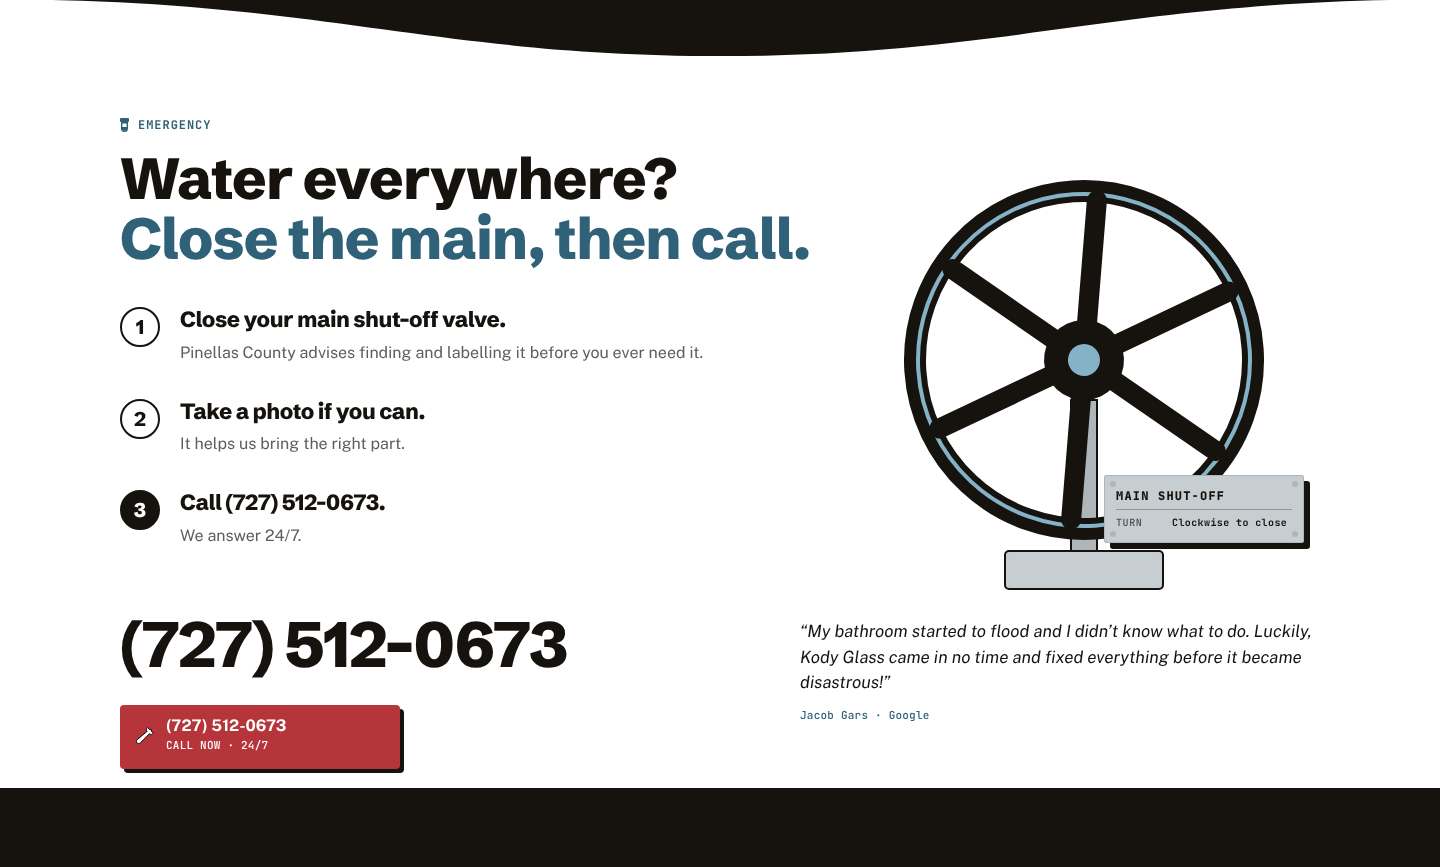 EMERGENCY
Water everywhere?
Close the main, then call.
1
Close your main shut-off valve.
Pinellas County advises finding and labelling it before you ever need it.
2
Take a photo if you can.
It helps us bring the right part.
3
Call (727) 512-0673.
We answer 24/7.
MAIN SHUT-OFF
TURN Clockwise to close
(727) 512-0673
(727) 512-0673
CALL NOW · 24/7
“My bathroom started to flood and I didn’t know what to do. Luckily,
Kody Glass came in no time and fixed everything before it became
disastrous!”
Jacob Gars · Google